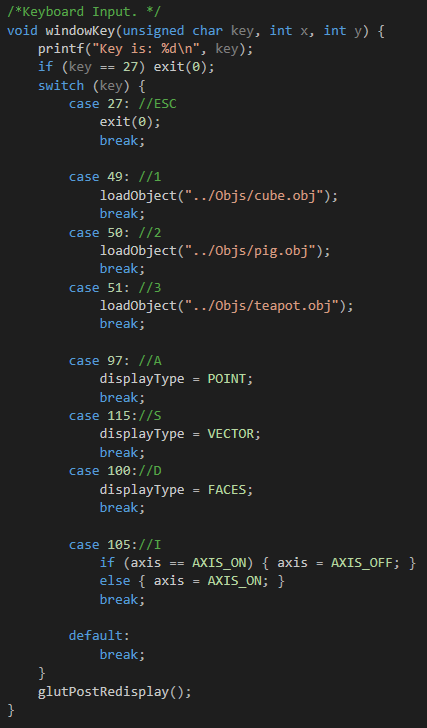 /*Keyboard Input. */
void windowKey(unsigned char key, int x, int y) {
    printf("Key is: %d\n", key);
    if (key == 27) exit(0);
    switch (key) {
        case 27: //ESC
            exit(0);
            break;

        case 49: //1
            loadObject("../Objs/cube.obj");
            break;
        case 50: //2
            loadObject("../Objs/pig.obj");
            break;
        case 51: //3
            loadObject("../Objs/teapot.obj");
            break;

        case 97: //A
            displayType = POINT;
            break;
        case 115://S
            displayType = VECTOR;
            break;
        case 100://D
            displayType = FACES;
            break;

        case 105://I
            if (axis == AXIS_ON) { axis = AXIS_OFF; }
            else { axis = AXIS_ON; }
            break;

        default:
            break;
    }
    glutPostRedisplay();
}